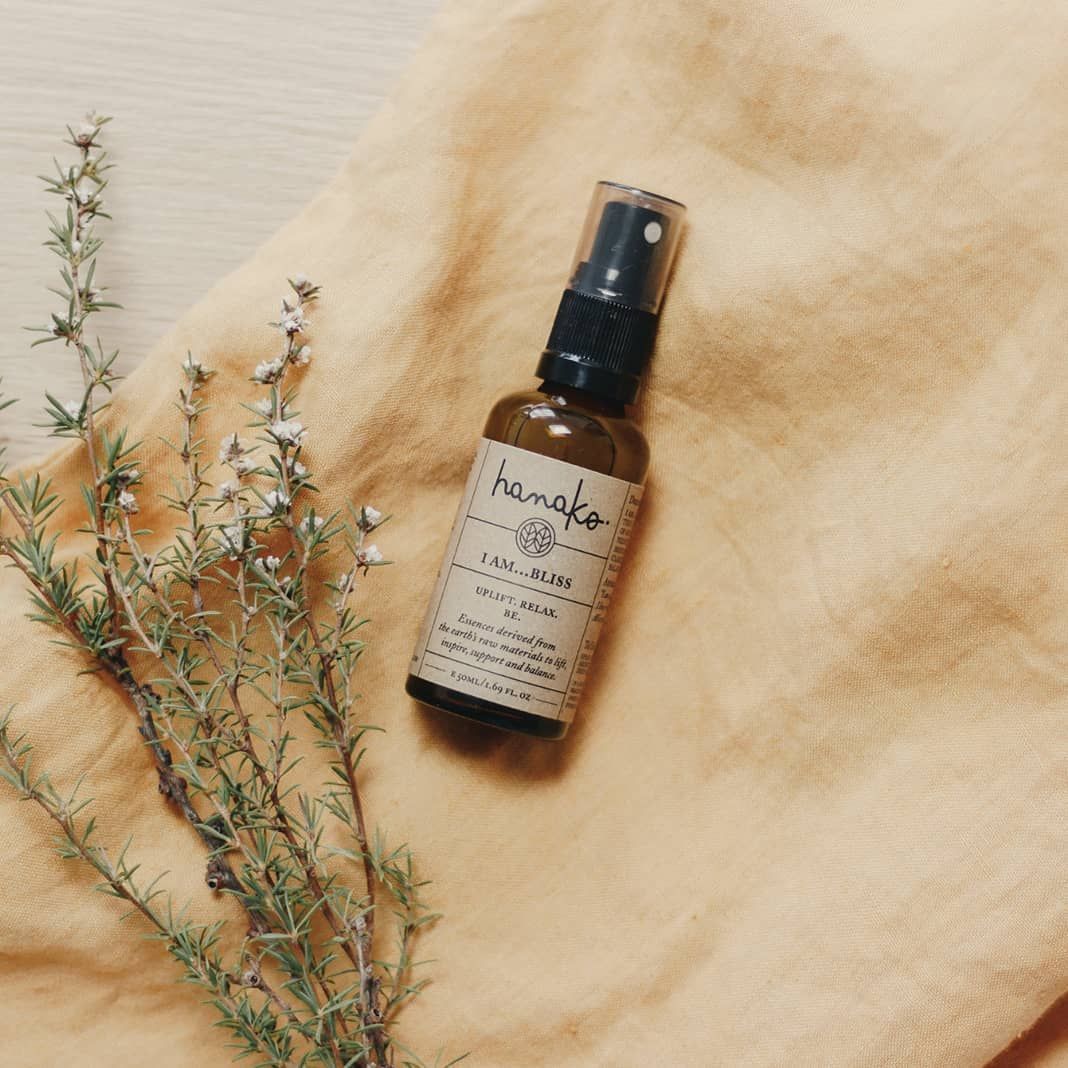 hanako.
I AM...BLISS
UPLIFT. RELAX.
BE.
Essences derived from
the earth's raw materials to lift,
inspire, support and balance.
E 50ML/1.69 FL. OZ